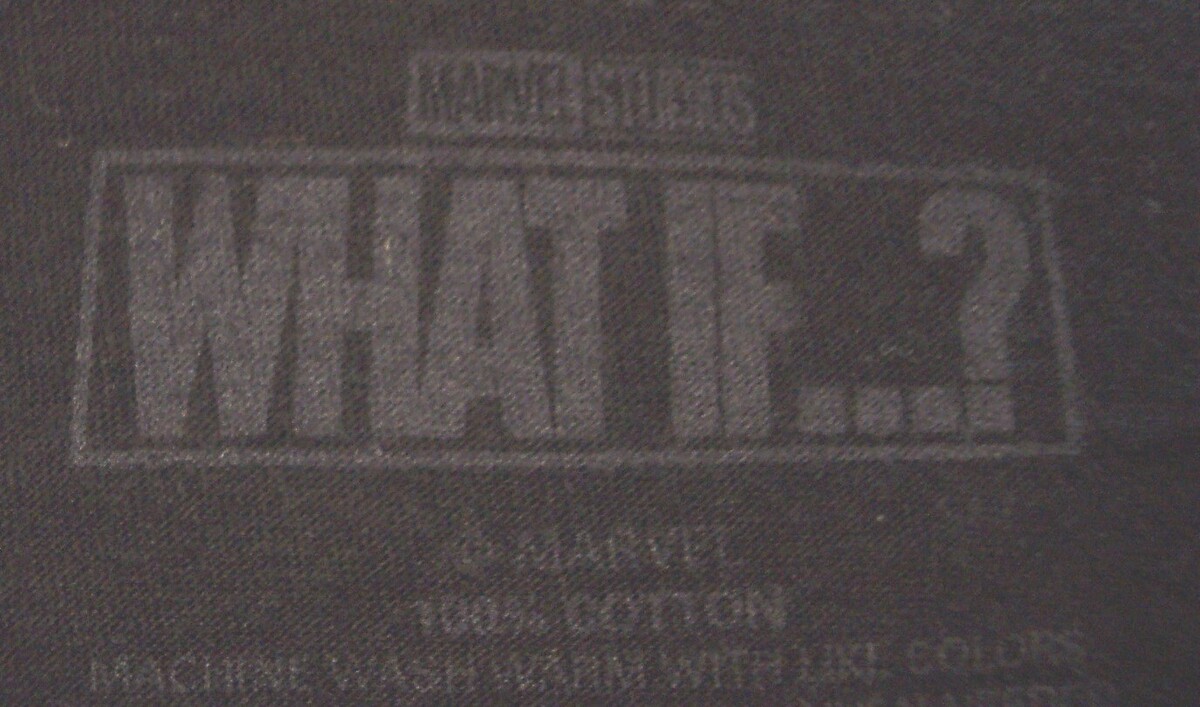 MARVEL STUDIOS
WHAT IF...?
© MARVEL
100% COTTON
MACHINE WASH WARM WITH LIKE COLORS